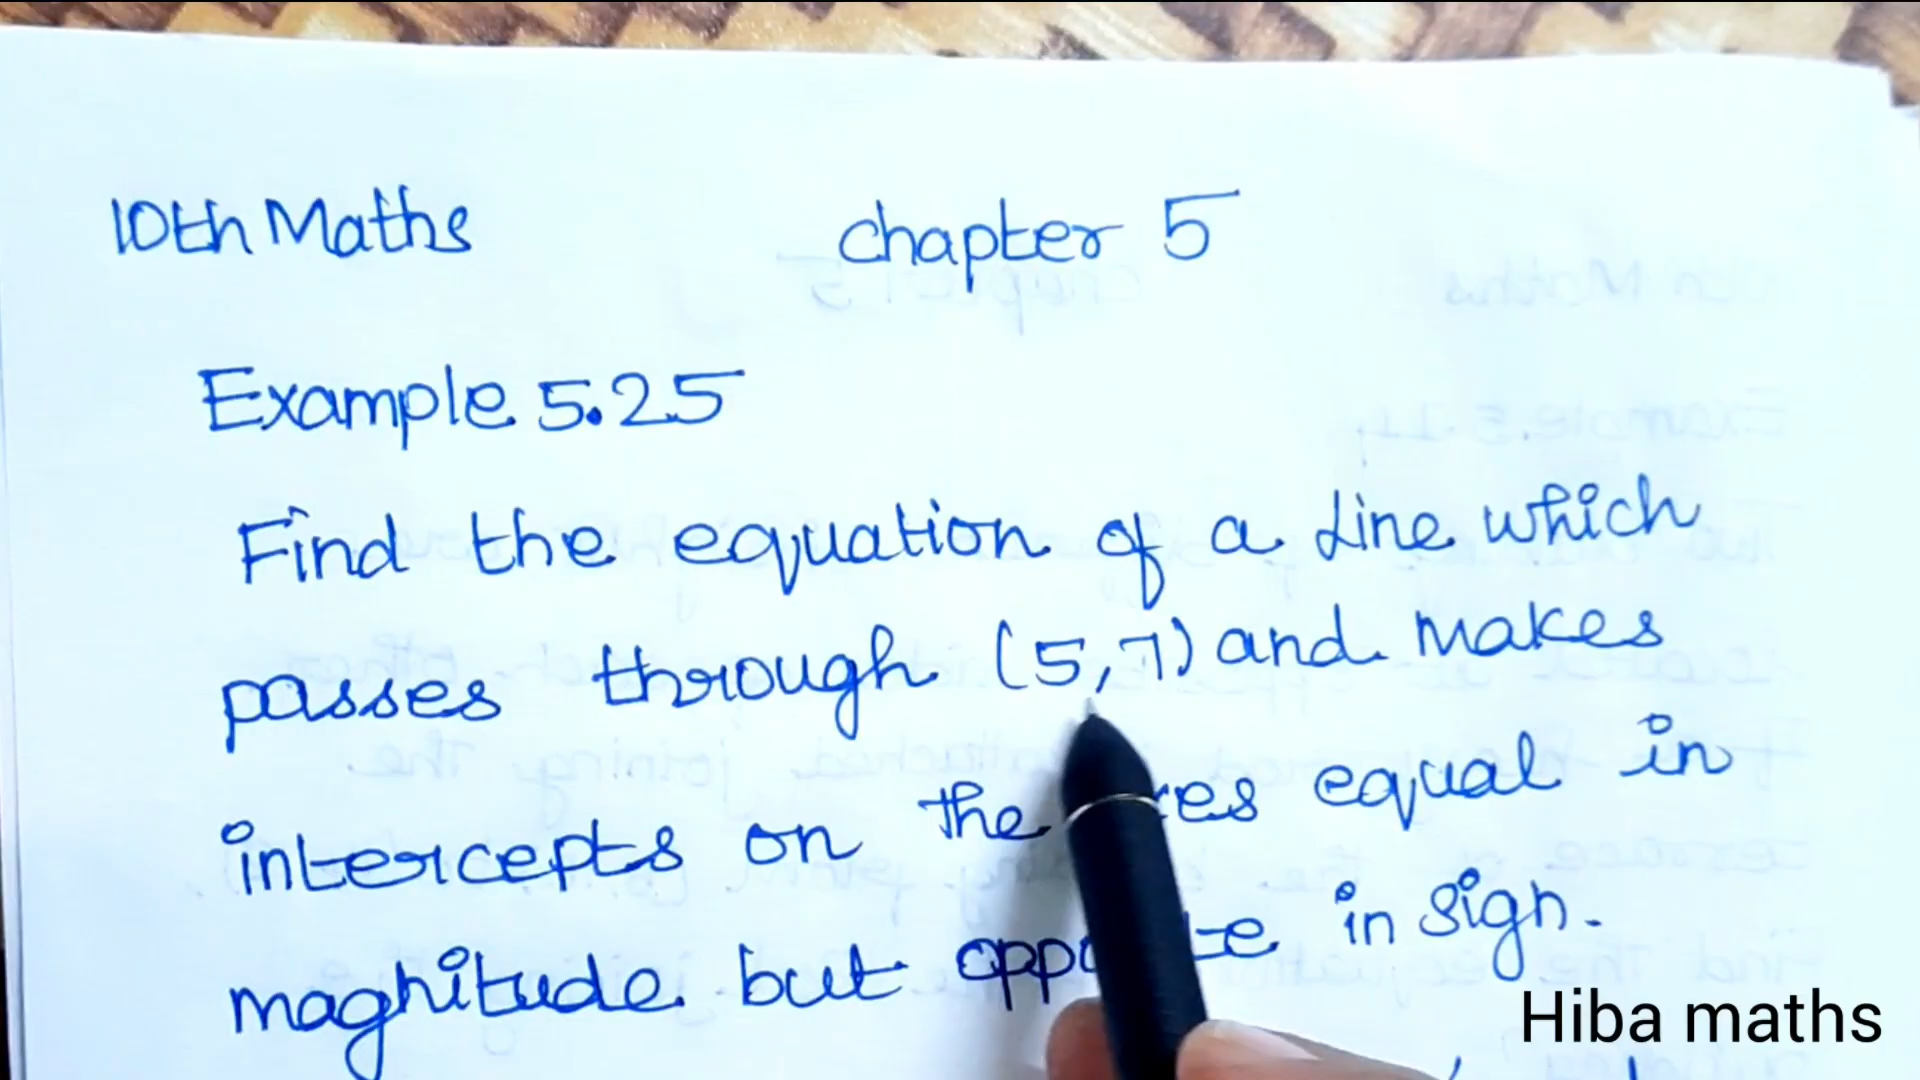 10th Maths chapter 5
Example 5.25
Find the equation of a line which
passes through (5,7) and makes
intercepts on the equal in
magnitude but in sign.
Hiba maths